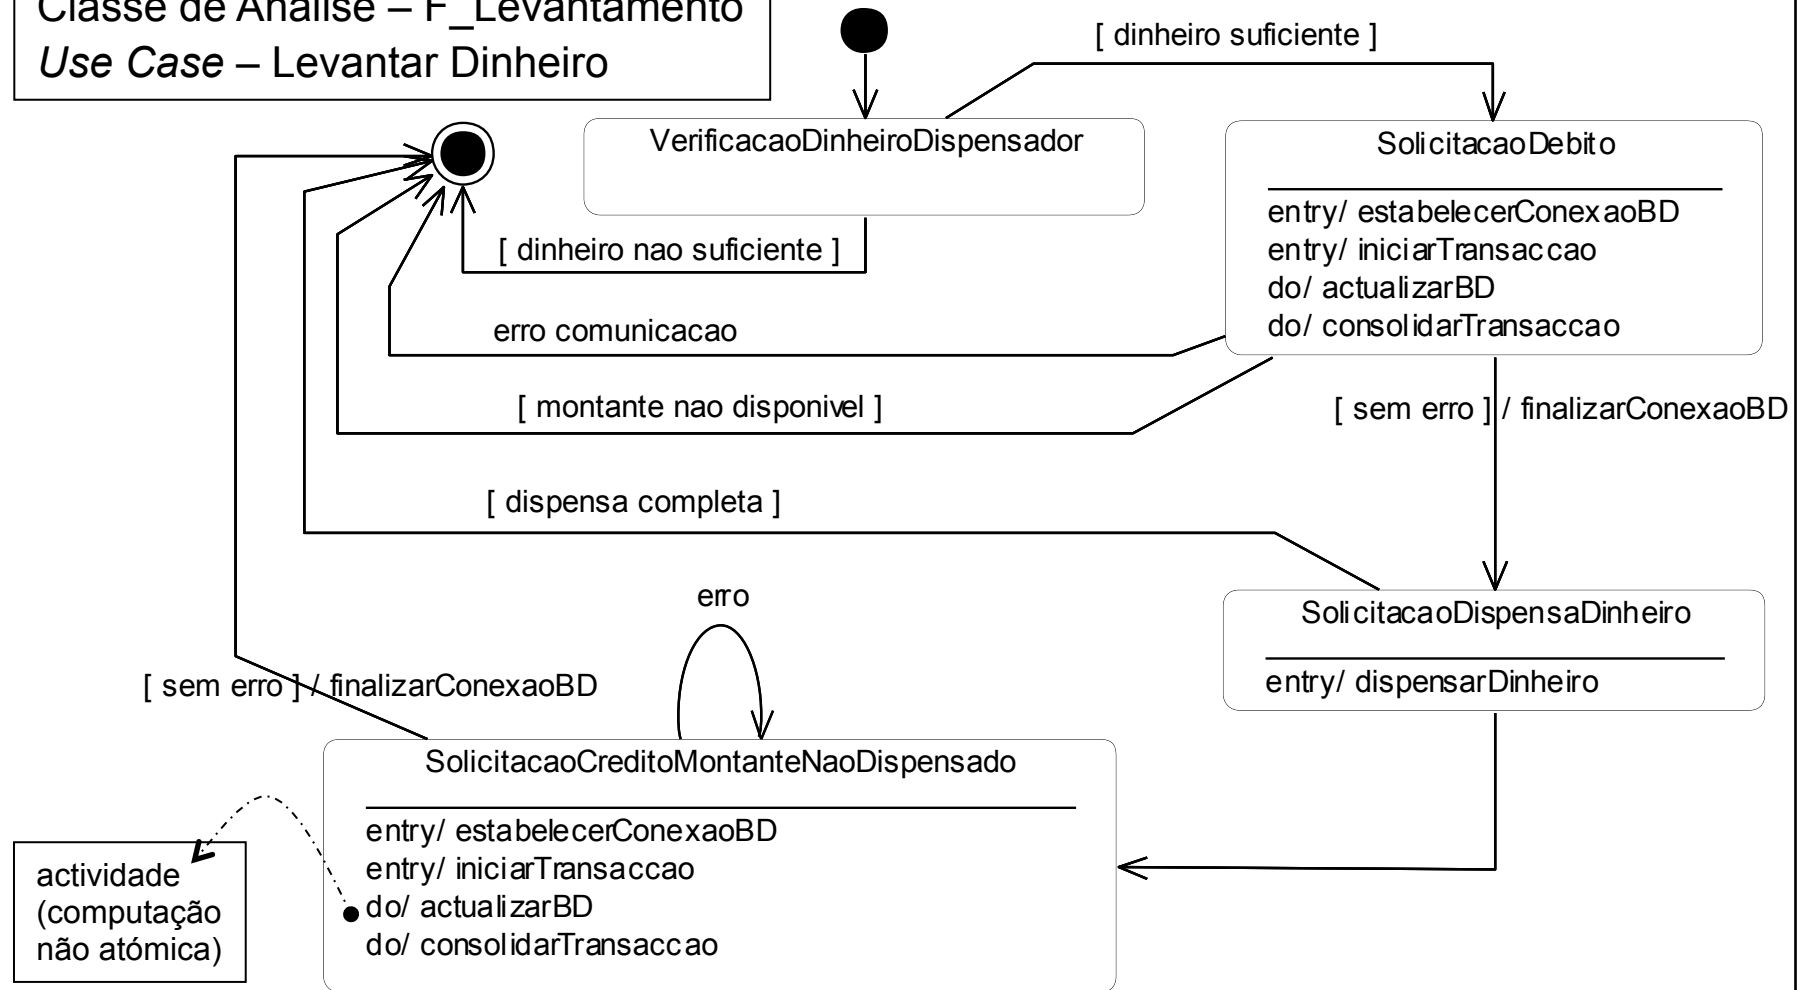 Classe de Análise – F_Levantamento
Use Case – Levantar Dinheiro
[ dinheiro suficiente ]
VerificacaoDinheiroDispensador
SolicitacaoDebito
entry/ estabelecerConexaoBD
entry/ iniciarTransaccao
do/ actualizarBD
do/ consolidarTransaccao
[ dinheiro nao suficiente ]
erro comunicacao
[ montante nao disponivel ]
[ sem erro ] / finalizarConexaoBD
[ dispensa completa ]
erro
SolicitacaoDispensaDinheiro
entry/ dispensarDinheiro
[ sem erro ] / finalizarConexaoBD
SolicitacaoCreditoMontanteNaoDispensado
entry/ estabelecerConexaoBD
entry/ iniciarTransaccao
do/ actualizarBD
do/ consolidarTransaccao
actividade
(computação
não atómica)